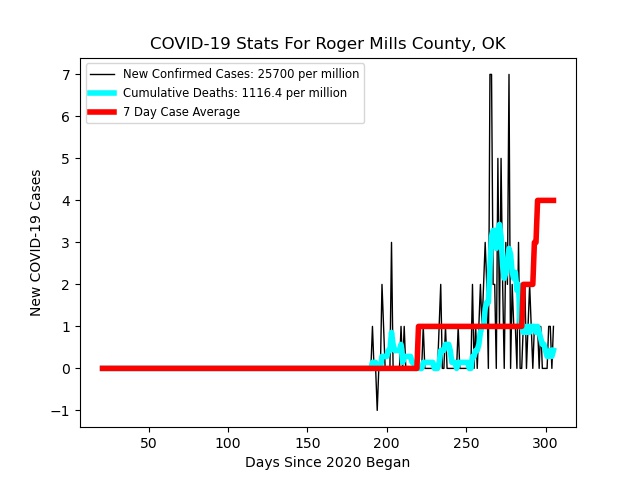 COVID-19 Stats For Roger Mills County, OK
New Confirmed Cases: 25700 per million
Cumulative Deaths: 1116.4 per million
7 Day Case Average
7
6
5
4
3
2
1
0
−1
New COVID-19 Cases
50 100 150 200 250 300
Days Since 2020 Began